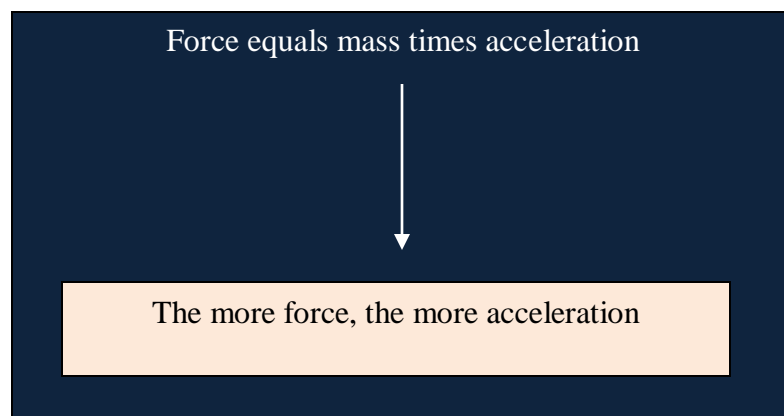 Force equals mass times acceleration
The more force, the more acceleration